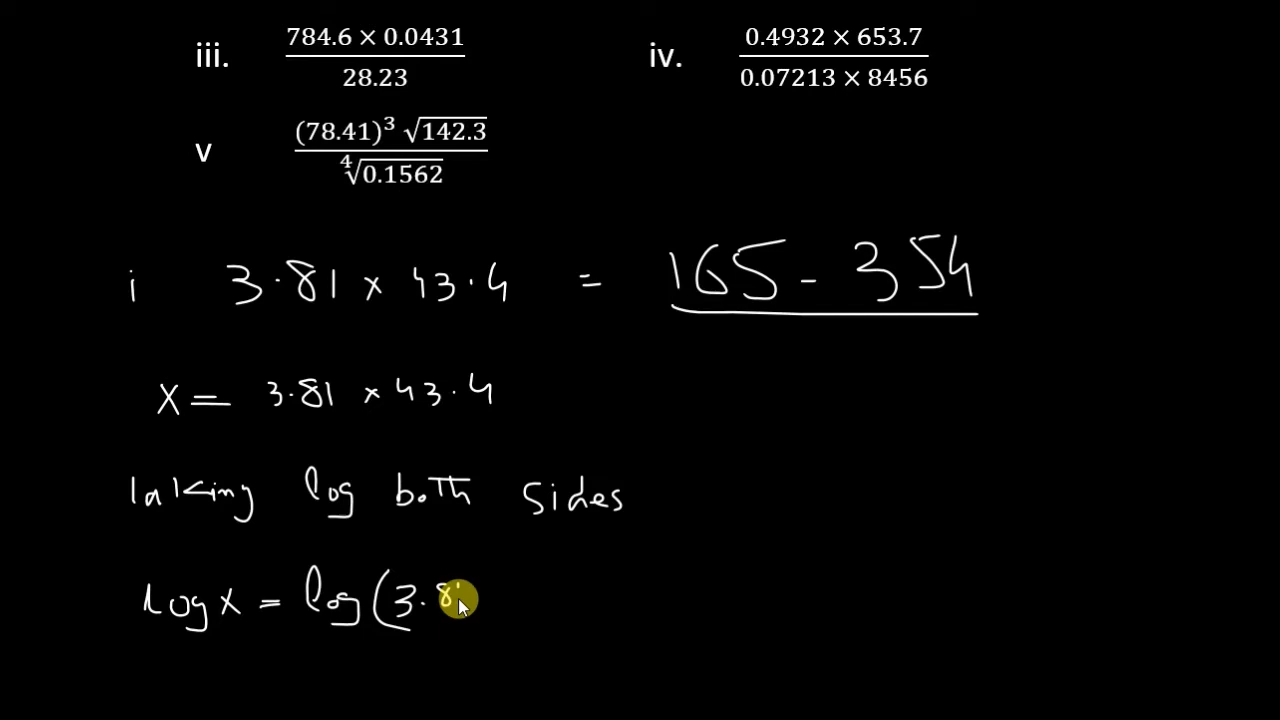 iii. (784.6 × 0.0431) / 28.23
iv. (0.4932 × 653.7) / (0.07213 × 8456)
v (78.41)³ √142.3 / ∜0.1562
i 3.81 × 43.4 = 165-354
X = 3.81 × 43.4
taking log both sides
log x = log(3.8